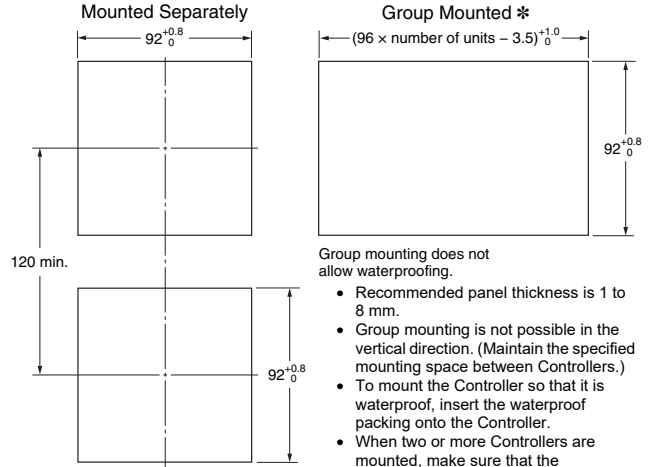 Mounted Separately
92 +0.8 0
120 min.
92 +0.8 0
Group Mounted *
(96 × number of units − 3.5) +1.0 0
92 +0.8 0
Group mounting does not
allow waterproofing.
• Recommended panel thickness is 1 to
8 mm.
• Group mounting is not possible in the
vertical direction. (Maintain the specified
mounting space between Controllers.)
• To mount the Controller so that it is
waterproof, insert the waterproof
packing onto the Controller.
• When two or more Controllers are
mounted, make sure that the